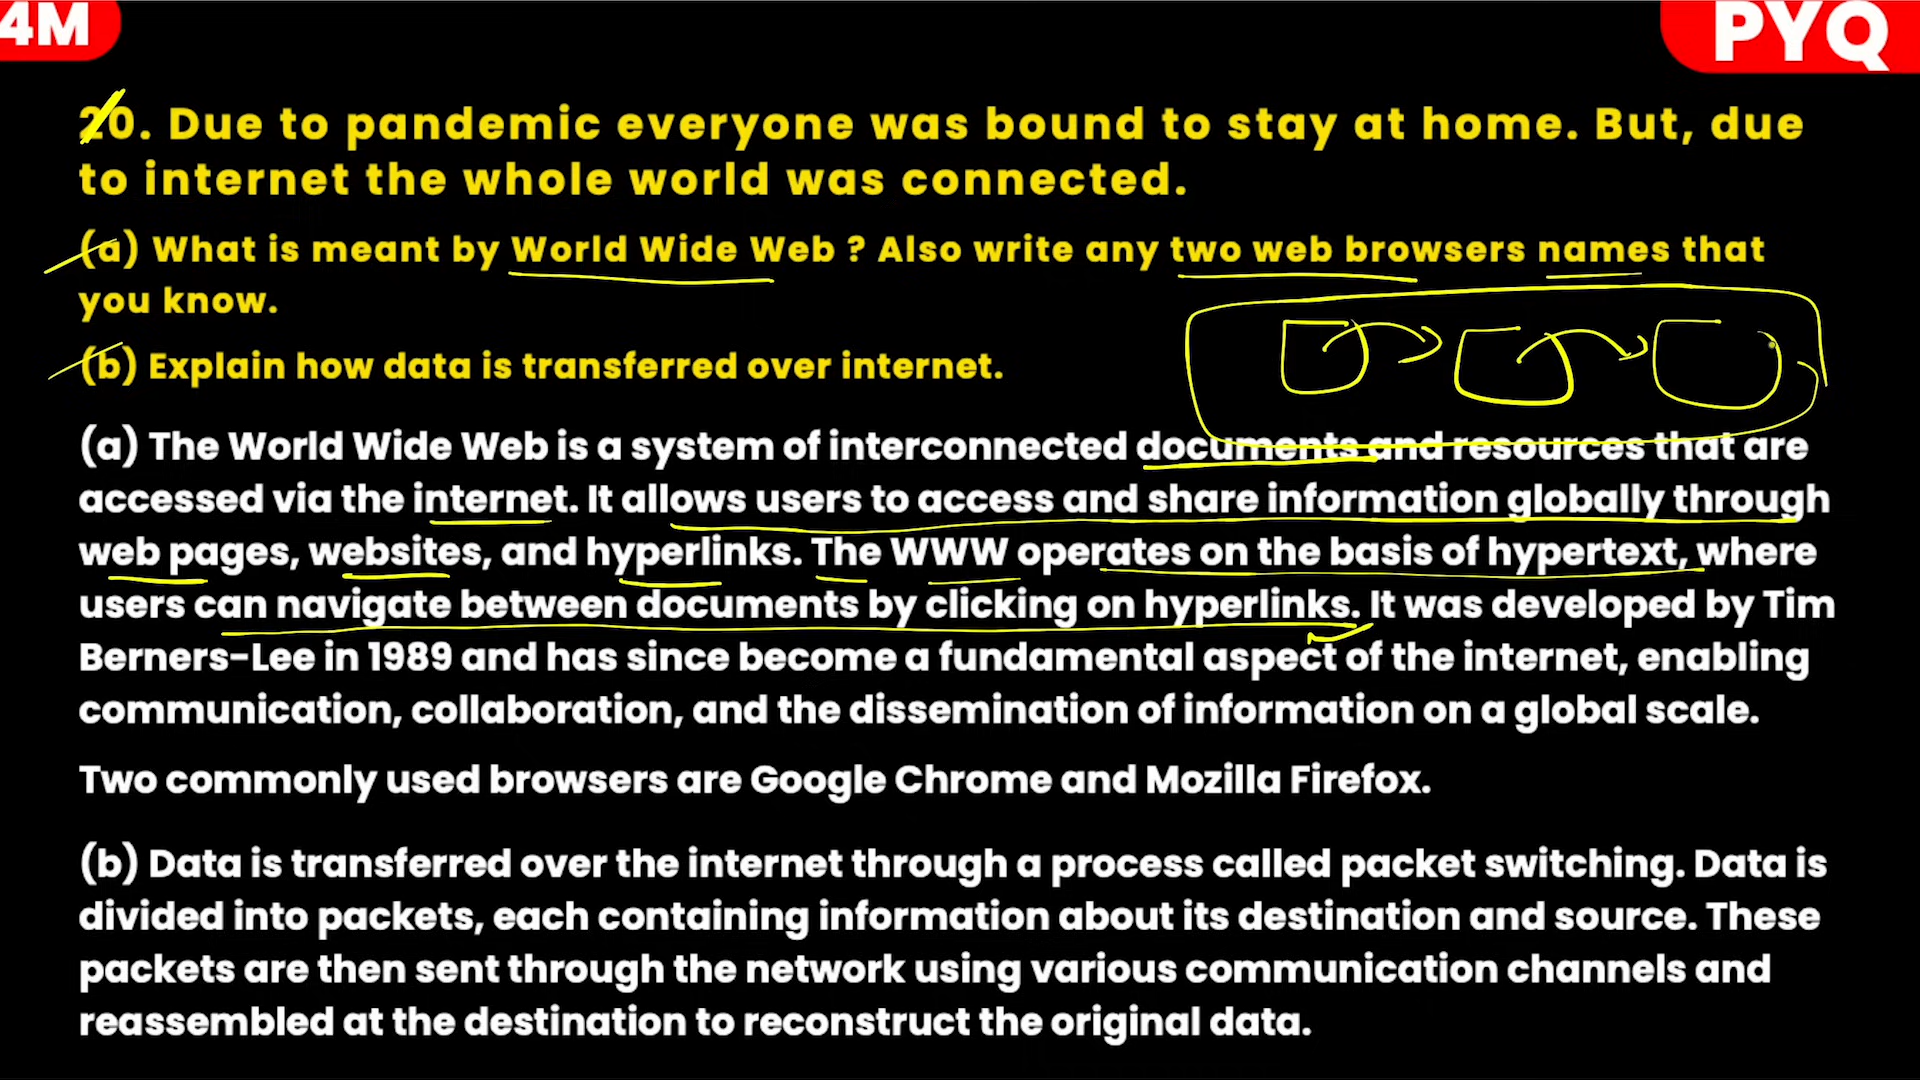 4M
PYQ
20. Due to pandemic everyone was bound to stay at home. But, due
to internet the whole world was connected.
(a) What is meant by World Wide Web ? Also write any two web browsers names that
you know.
(b) Explain how data is transferred over internet.
(a) The World Wide Web is a system of interconnected documents and resources that are
accessed via the internet. It allows users to access and share information globally through
web pages, websites, and hyperlinks. The WWW operates on the basis of hypertext, where
users can navigate between documents by clicking on hyperlinks. It was developed by Tim
Berners-Lee in 1989 and has since become a fundamental aspect of the internet, enabling
communication, collaboration, and the dissemination of information on a global scale.
Two commonly used browsers are Google Chrome and Mozilla Firefox.
(b) Data is transferred over the internet through a process called packet switching. Data is
divided into packets, each containing information about its destination and source. These
packets are then sent through the network using various communication channels and
reassembled at the destination to reconstruct the original data.